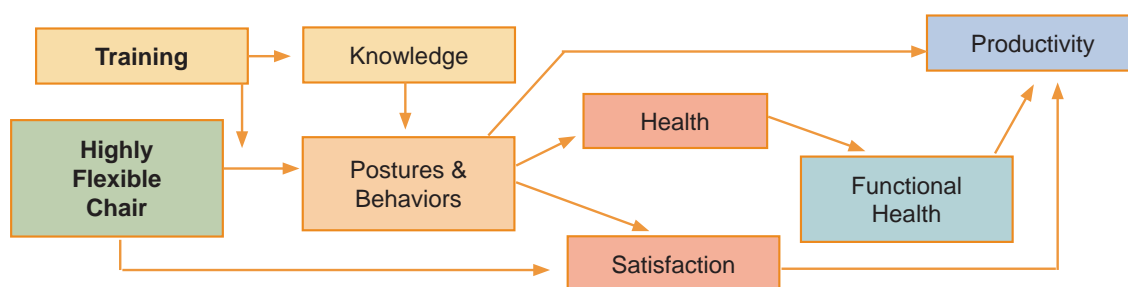 Training
Knowledge
Productivity
Highly
Flexible
Chair
Postures &
Behaviors
Health
Functional
Health
Satisfaction